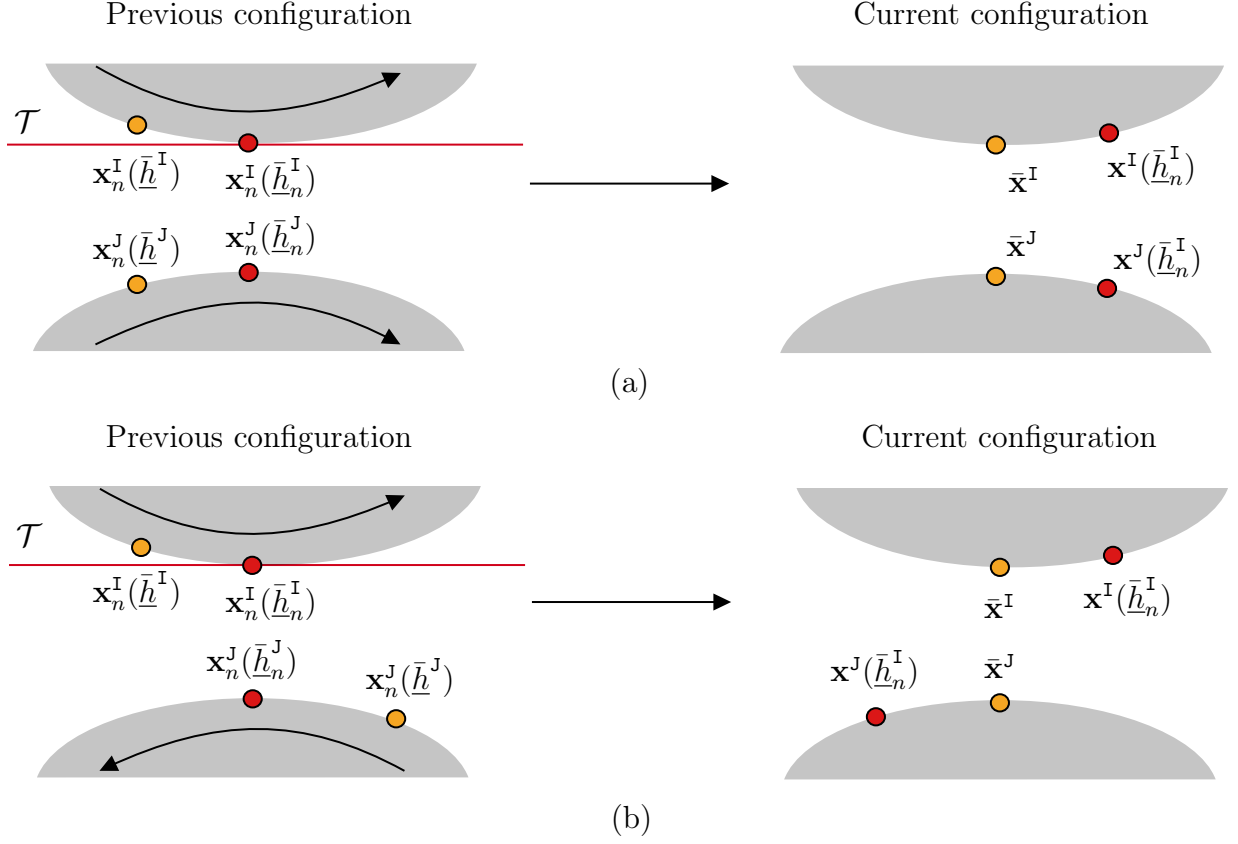 Previous configuration Current configuration
𝒯
x_n^I(h̲̄^I) x_n^I(h̲̄_n^I) x̄^I x^I(h̲̄_n^I)
x_n^J(h̲̄^J) x_n^J(h̲̄_n^J) x̄^J x^J(h̲̄_n^I)
(a)
Previous configuration Current configuration
𝒯
x_n^I(h̲̄^I) x_n^I(h̲̄_n^I) x̄^I x^I(h̲̄_n^I)
x_n^J(h̲̄_n^J) x_n^J(h̲̄^J) x^J(h̲̄_n^I) x̄^J
(b)